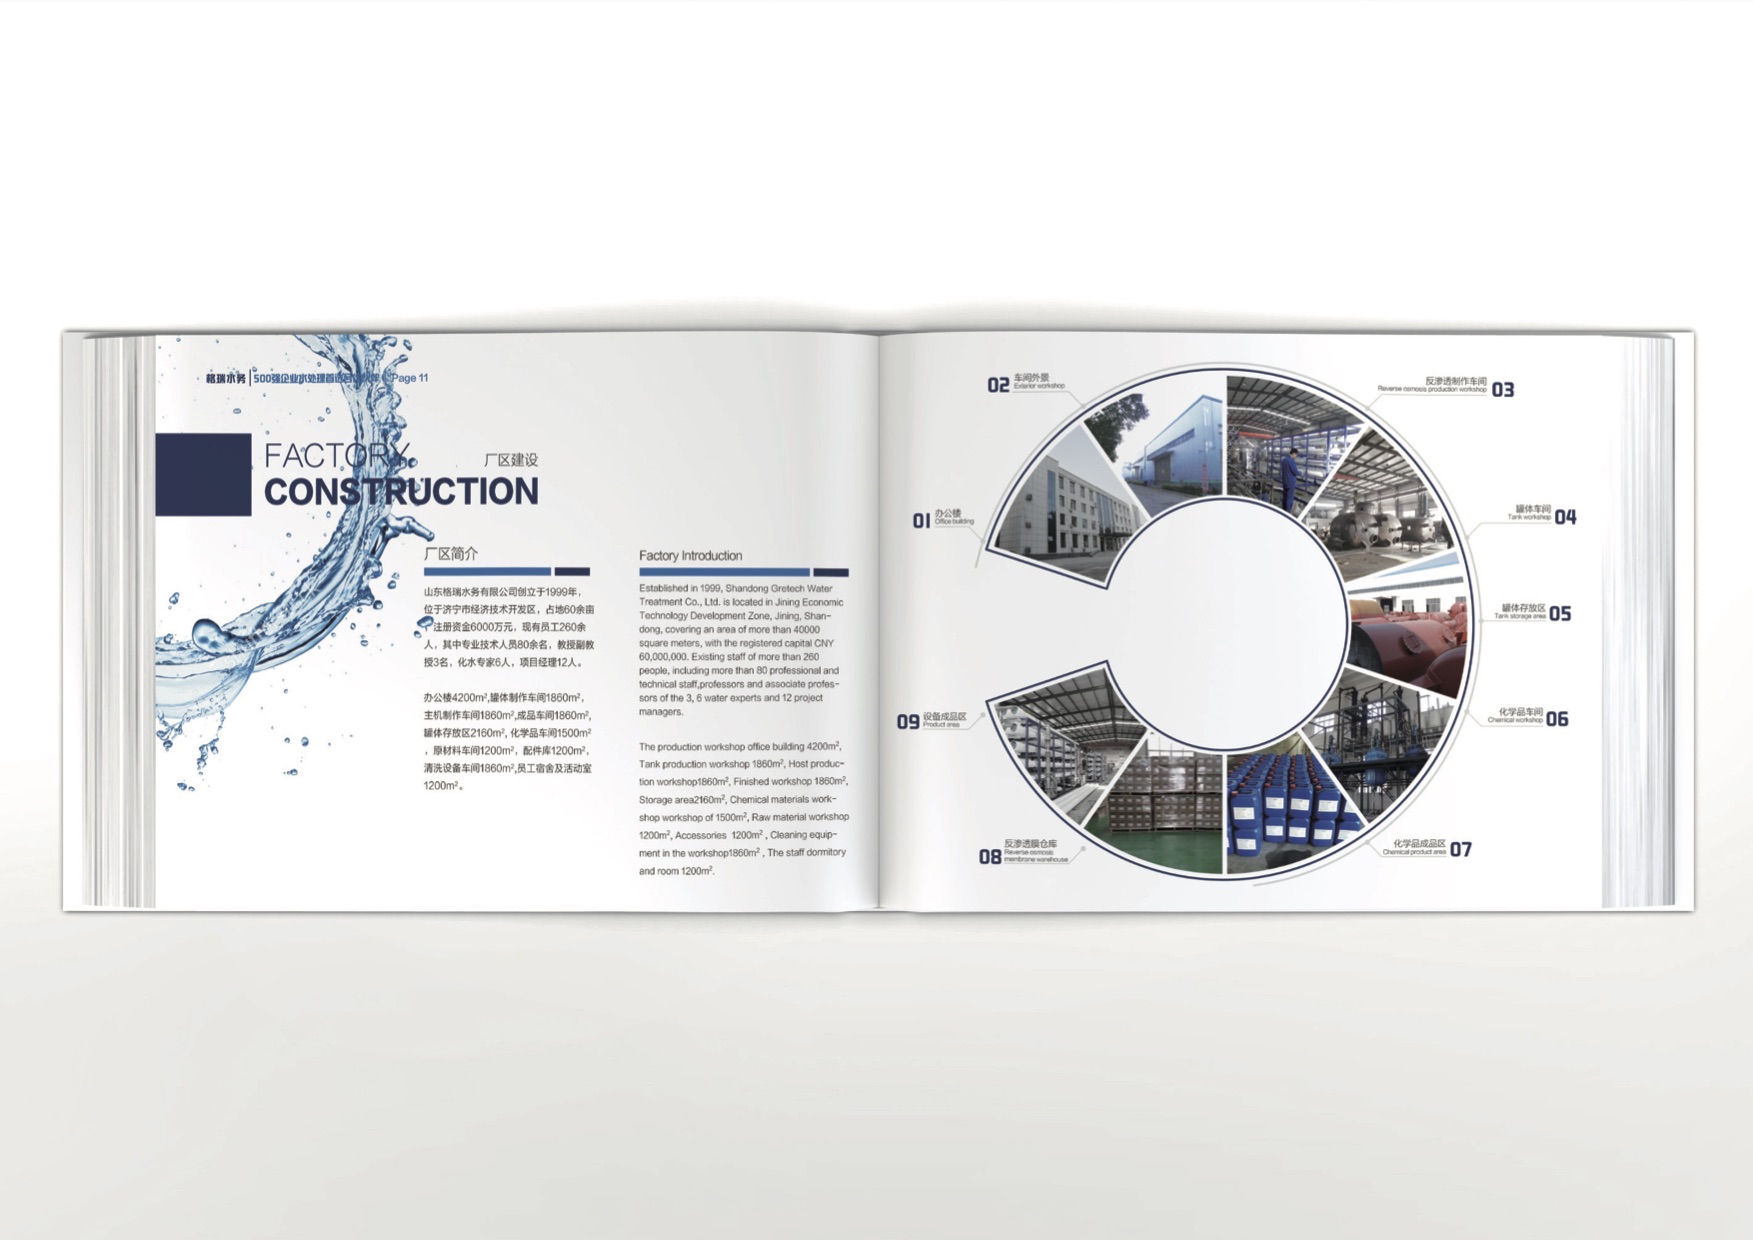 格瑞水务 500强企业水处理首选 Page 11
FACTORY
厂区建设
CONSTRUCTION
厂区简介
山东格瑞水务有限公司创立于1999年，
位于济宁市经济技术开发区，占地60余亩
，注册资金6000万元，现有员工260余
人，其中专业技术人员80余名，教授副教
授3名，化水专家6人，项目经理12人。
办公楼4200m²,罐体制作车间1860m²，
主机制作车间1860m²,成品车间1860m²,
罐体存放区2160m², 化学品车间1500m²
，原材料车间1200m²，配件库1200m²，
清洗设备车间1860m²,员工宿舍及活动室
1200m²。
Factory Introduction
Established in 1999, Shandong Gretech Water
Treatment Co., Ltd. is located in Jining Economic
Technology Development Zone, Jining, Shan-
dong, covering an area of more than 40000
square meters, with the registered capital CNY
60,000,000. Existing staff of more than 260
people, including more than 80 professional and
technical staff,professors and associate profes-
sors of the 3, 6 water experts and 12 project
managers.
The production workshop office building 4200m²,
Tank production workshop 1860m², Host produc-
tion workshop1860m², Finished workshop 1860m²,
Storage area2160m², Chemical materials work-
shop workshop of 1500m², Raw material workshop
1200m², Accessories 1200m² , Cleaning equip-
ment in the workshop1860m² , The staff dormitory
and room 1200m².
01 办公楼
Office building
02 车间外景
Exterior workshop
反渗透制作车间 03
Reverse osmosis production workshop
罐体车间 04
Tank workshop
罐体存放区 05
Tank storage area
化学品车间 06
Chemical workshop
化学品成品区 07
Chemical product area
08 反渗透膜仓库
Reverse osmosis
membrane warehouse
09 设备成品区
Product area